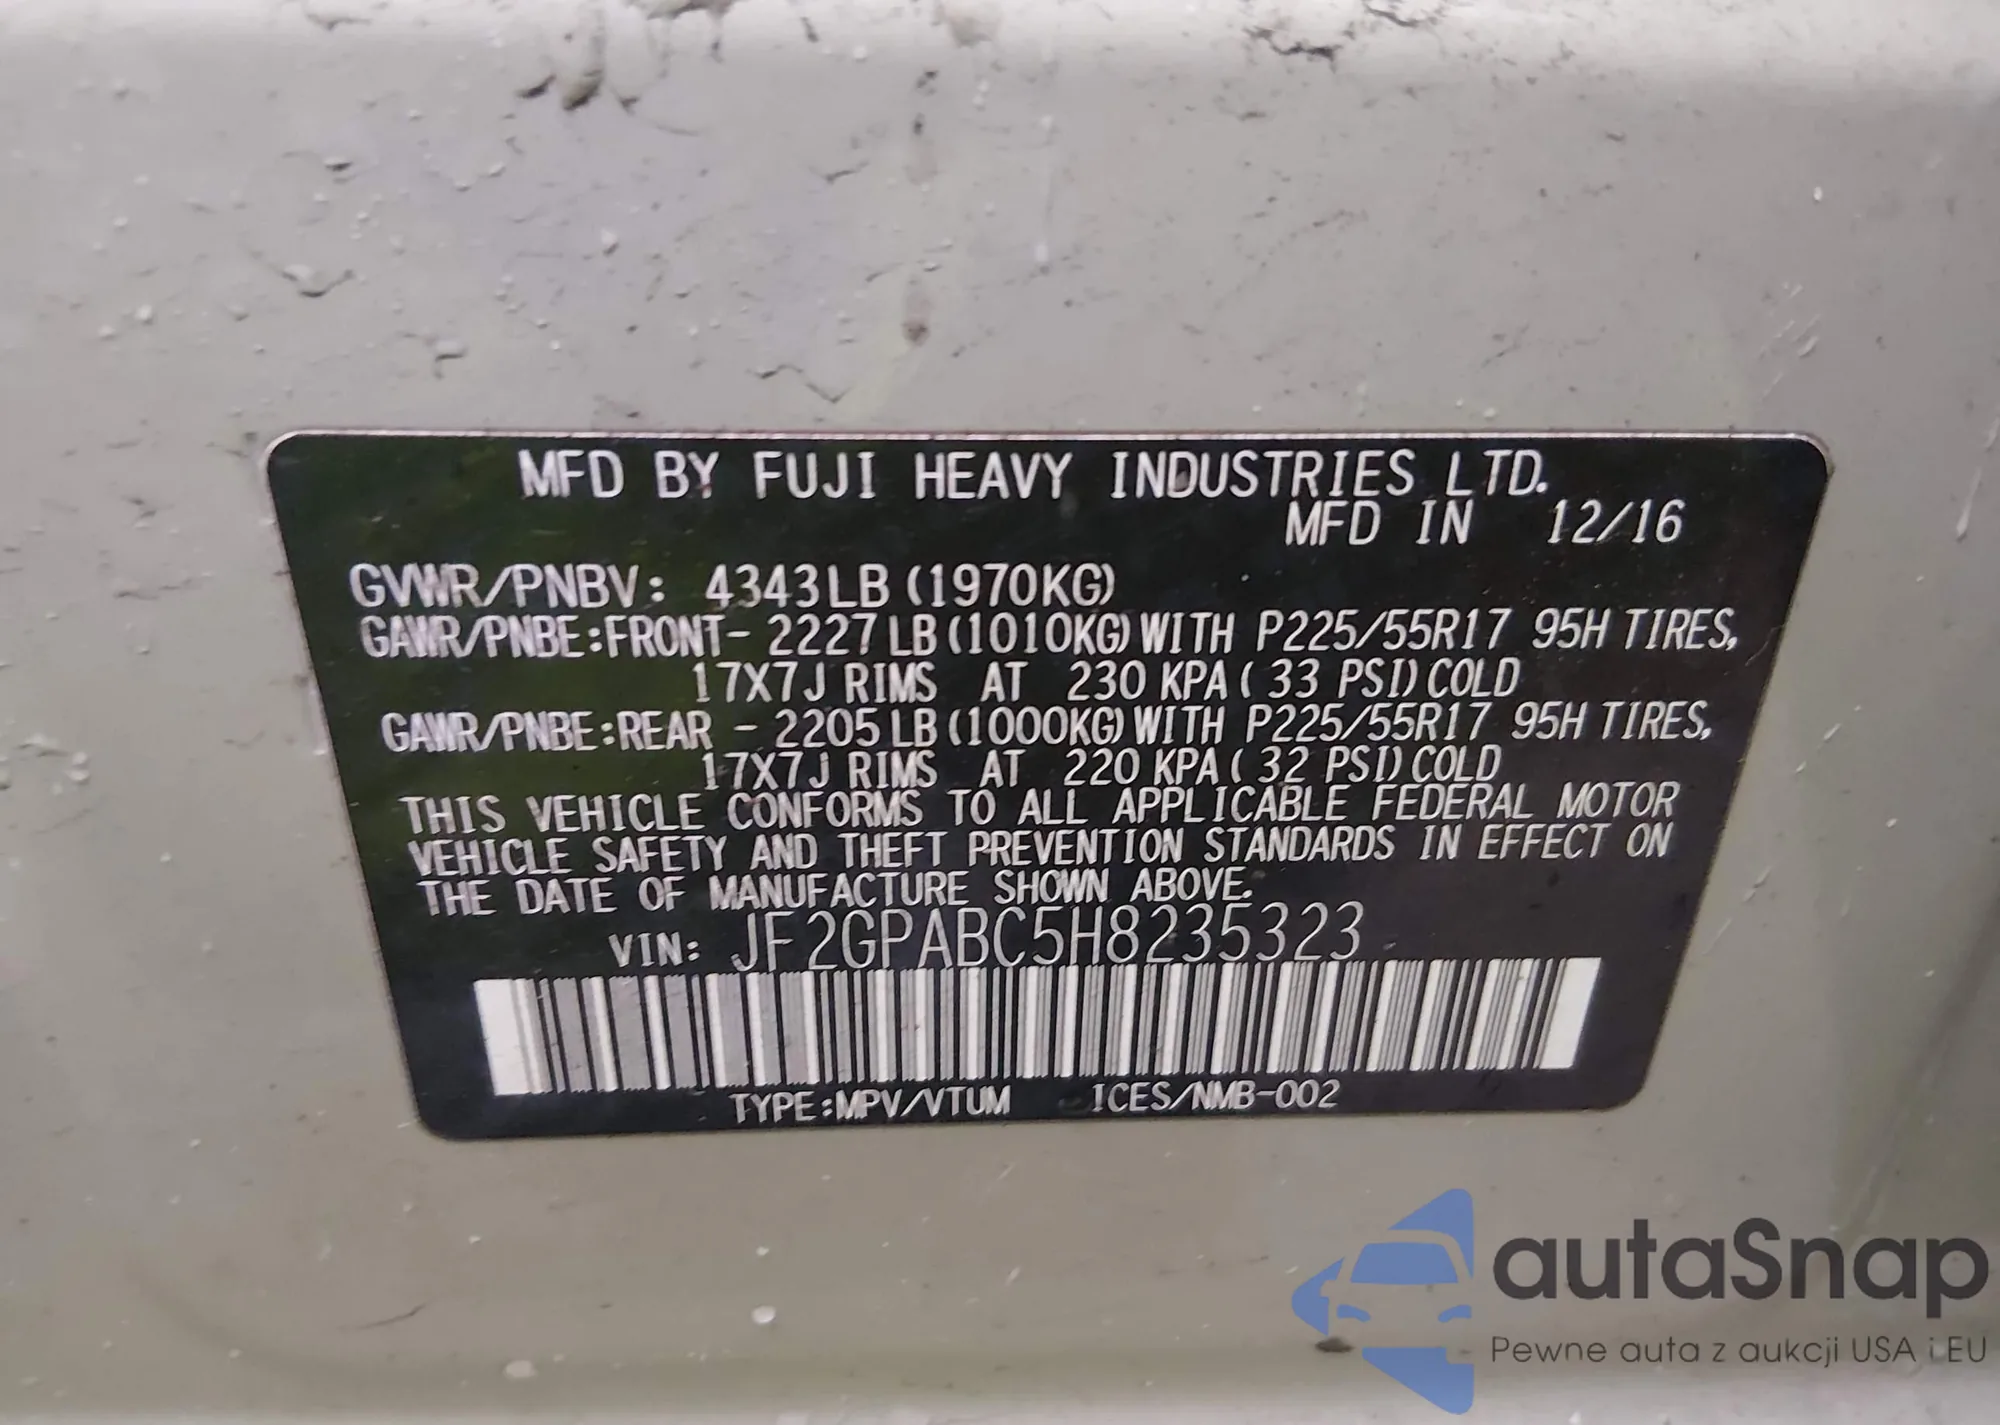 MFD BY FUJI HEAVY INDUSTRIES LTD.
MFD IN 12/16
GVWR/PNBV: 4343LB (1970KG)
GAWR/PNBE:FRONT- 2227 LB (1010KG) WITH P225/55R17 95H TIRES,
17X7J RIMS AT 230 KPA ( 33 PSI) COLD
GAWR/PNBE:REAR - 2205 LB (1000KG) WITH P225/55R17 95H TIRES,
17X7J RIMS AT 220 KPA ( 32 PSI) COLD
THIS VEHICLE CONFORMS TO ALL APPLICABLE FEDERAL MOTOR
VEHICLE SAFETY AND THEFT PREVENTION STANDARDS IN EFFECT ON
THE DATE OF MANUFACTURE SHOWN ABOVE.
VIN: JF2GPABC5H8235323
TYPE:MPV/VTUM ICES/NMB-002
autaSnap
Pewne auta z aukcji USA i EU